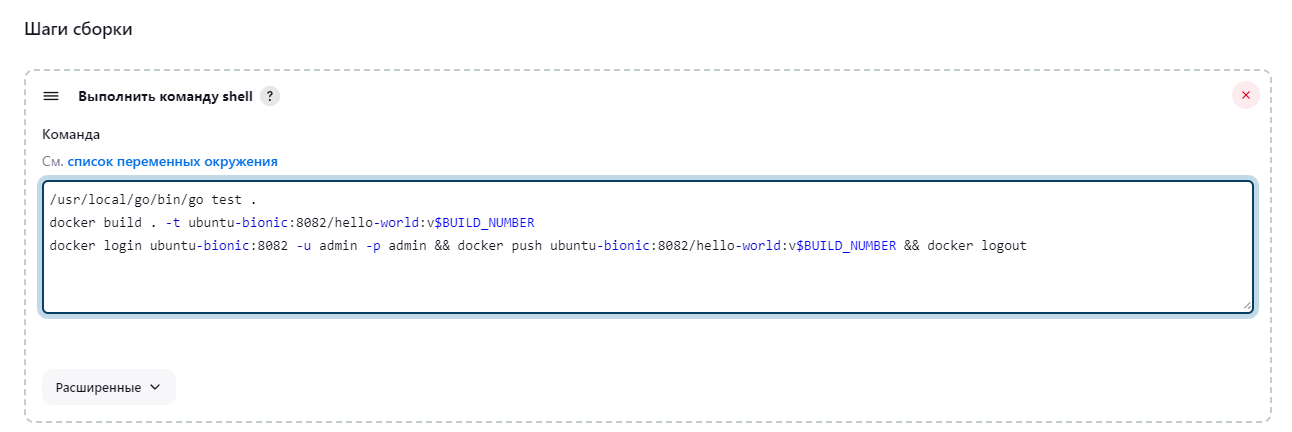 Шаги сборки
Выполнить команду shell ?
Команда
См. список переменных окружения
/usr/local/go/bin/go test .
docker build . -t ubuntu-bionic:8082/hello-world:v$BUILD_NUMBER
docker login ubuntu-bionic:8082 -u admin -p admin && docker push ubuntu-bionic:8082/hello-world:v$BUILD_NUMBER && docker logout
Расширенные